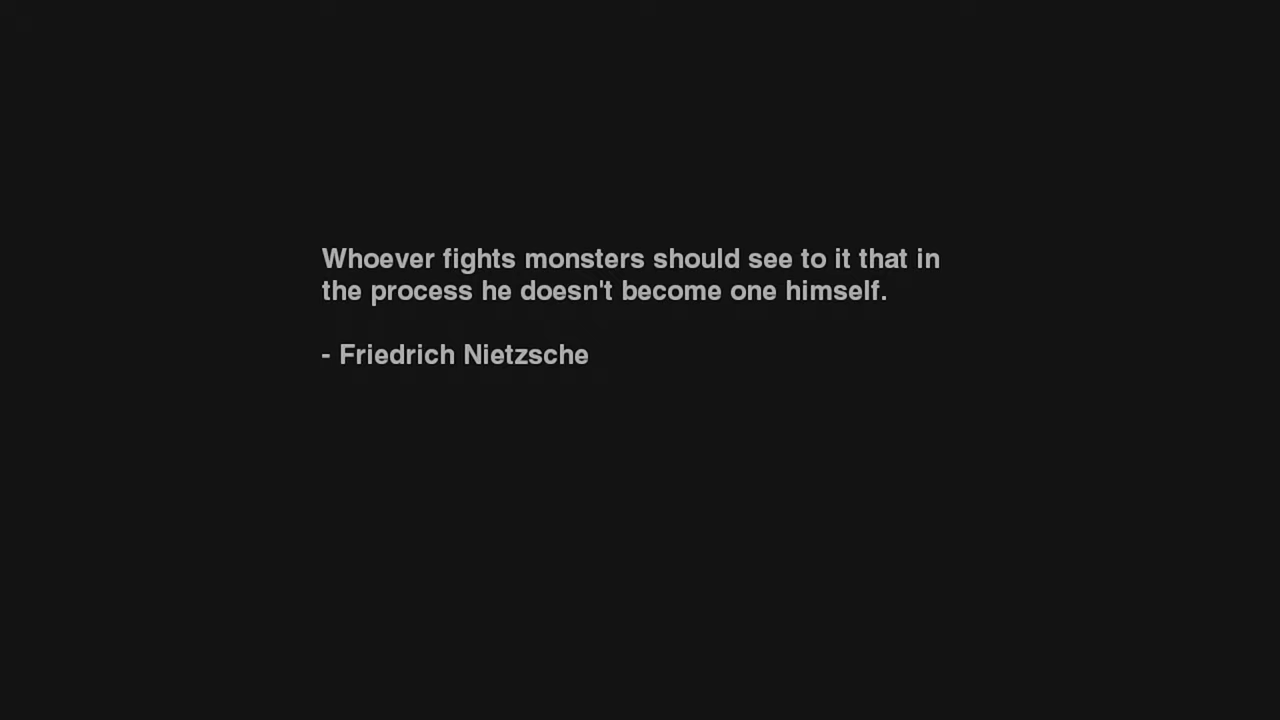 Whoever fights monsters should see to it that in
the process he doesn't become one himself.
- Friedrich Nietzsche